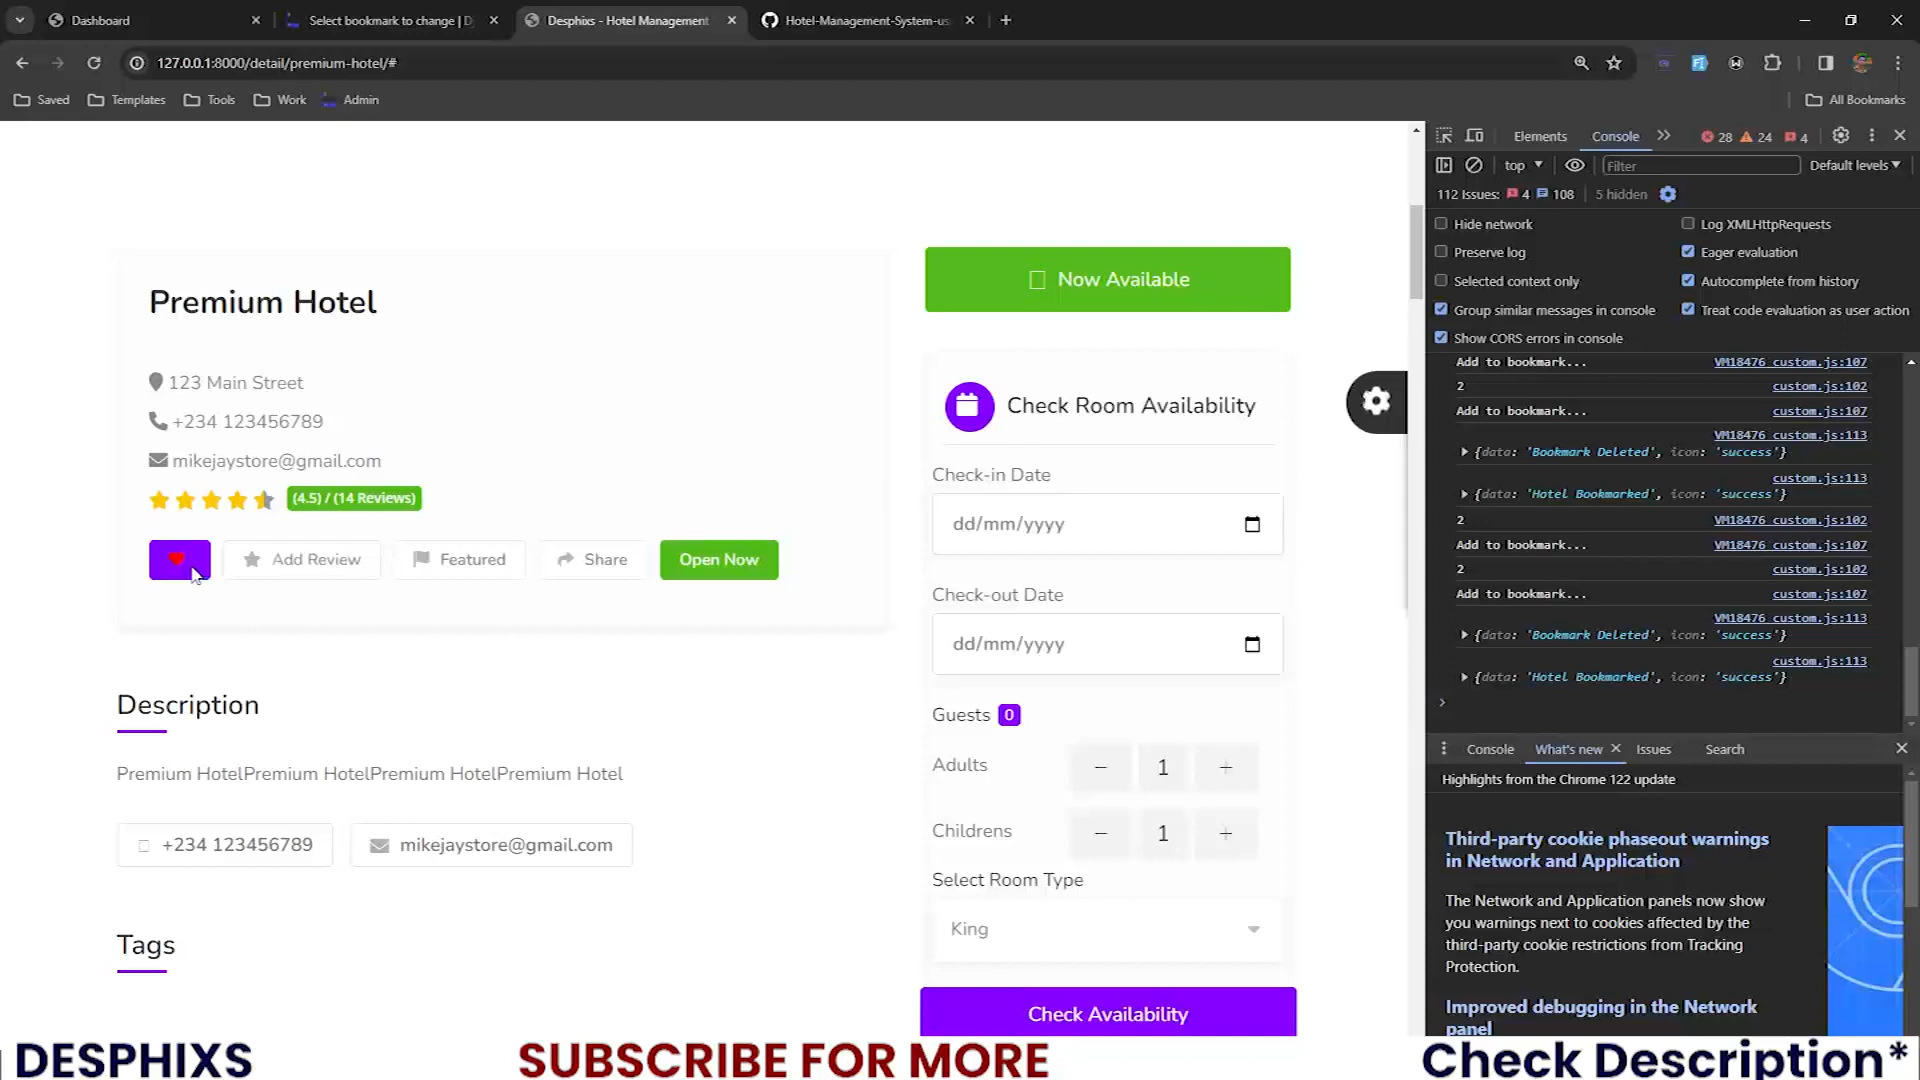 Dashboard
Select bookmark to change | D
Desphixs - Hotel Management
Hotel-Management-System-us
127.0.0.1:8000/detail/premium-hotel/#
Saved
Templates
Tools
Work
Admin
All Bookmarks
Premium Hotel
123 Main Street
+234 123456789
mikejaystore@gmail.com
(4.5) / (14 Reviews)
Add Review
Featured
Share
Open Now
Description
Premium HotelPremium HotelPremium HotelPremium Hotel
+234 123456789
mikejaystore@gmail.com
Tags
Now Available
Check Room Availability
Check-in Date
dd/mm/yyyy
Check-out Date
dd/mm/yyyy
Guests 0
Adults
− 1 +
Childrens
− 1 +
Select Room Type
King
Check Availability
Elements
Console
28
24
4
top
Filter
Default levels
112 Issues: 4 108
5 hidden
Hide network
Log XMLHttpRequests
Preserve log
Eager evaluation
Selected context only
Autocomplete from history
Group similar messages in console
Treat code evaluation as user action
Show CORS errors in console
Add to bookmark... VM18476 custom.js:107
2 custom.js:102
Add to bookmark... custom.js:107
VM18476 custom.js:113
{data: 'Bookmark Deleted', icon: 'success'}
custom.js:113
{data: 'Hotel Bookmarked', icon: 'success'}
2 VM18476 custom.js:102
Add to bookmark... VM18476 custom.js:107
2 custom.js:102
Add to bookmark... custom.js:107
VM18476 custom.js:113
{data: 'Bookmark Deleted', icon: 'success'}
custom.js:113
{data: 'Hotel Bookmarked', icon: 'success'}
Console
What's new
Issues
Search
Highlights from the Chrome 122 update
Third-party cookie phaseout warnings
in Network and Application
The Network and Application panels now show
you warnings next to cookies affected by the
third-party cookie restrictions from Tracking
Protection.
Improved debugging in the Network
panel
DESPHIXS
SUBSCRIBE FOR MORE
Check Description*